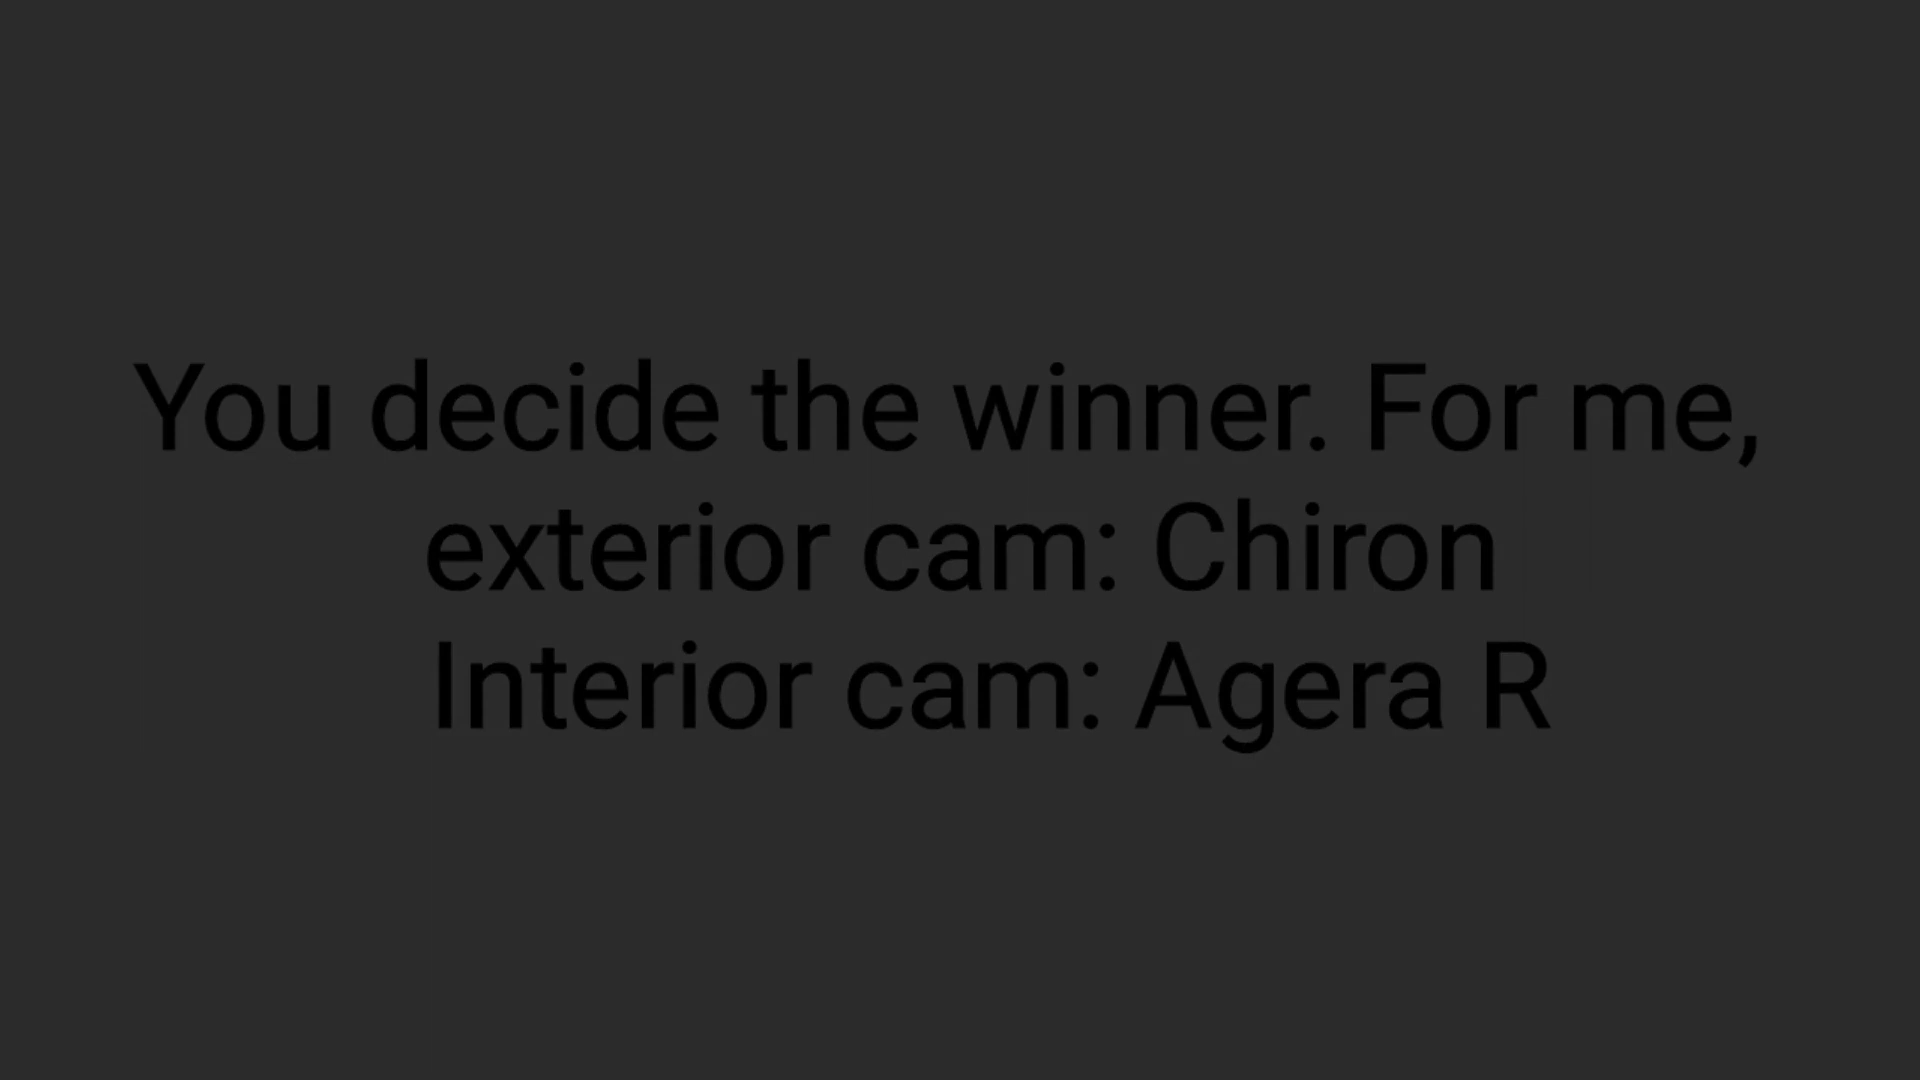 You decide the winner. For me,
exterior cam: Chiron
Interior cam: Agera R